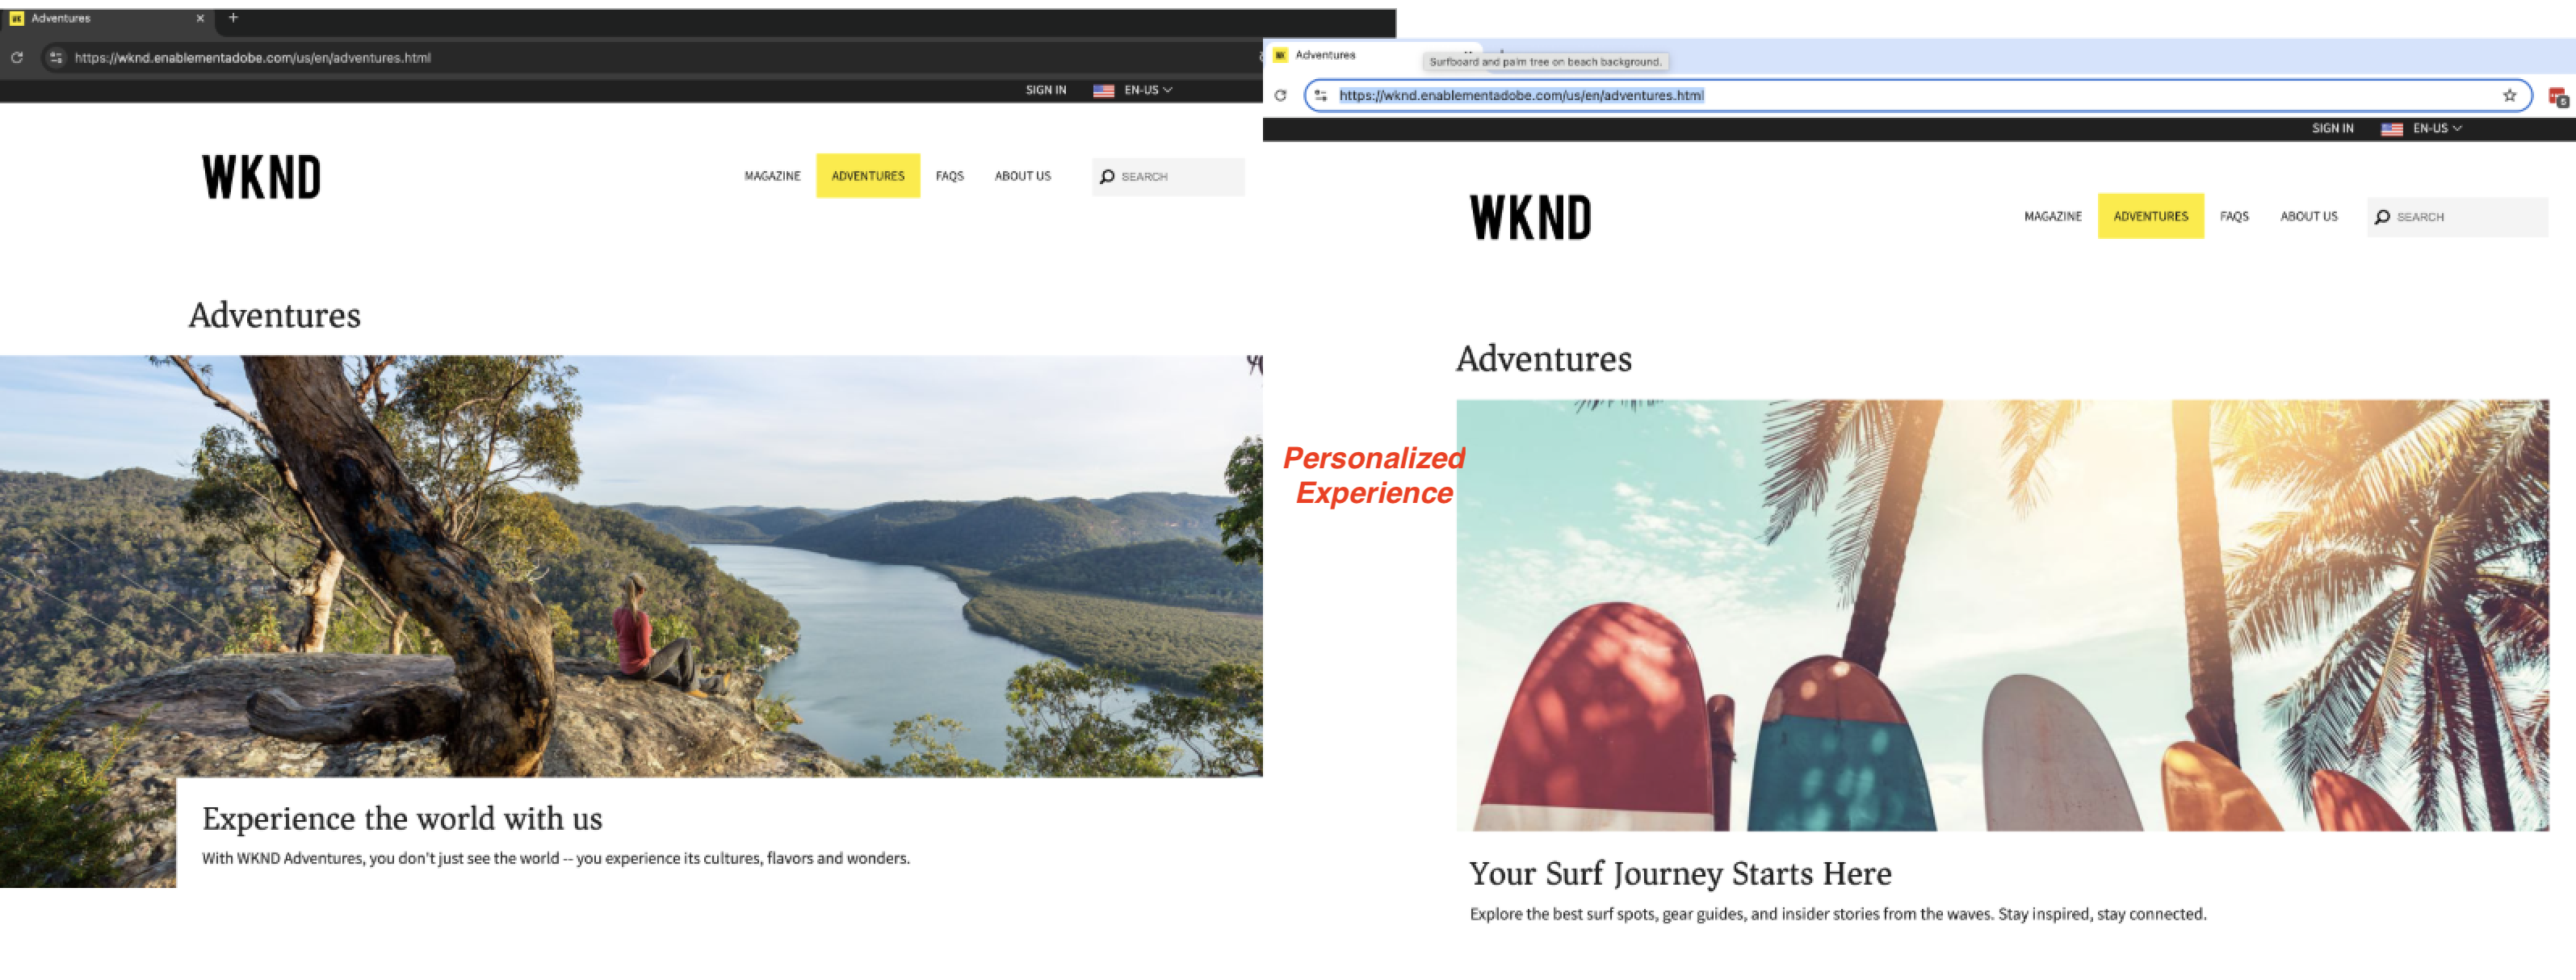 WK Adventures
https://wknd.enablementadobe.com/us/en/adventures.html
SIGN IN EN-US
WKND
MAGAZINE ADVENTURES FAQS ABOUT US SEARCH
Adventures
Experience the world with us
With WKND Adventures, you don't just see the world -- you experience its cultures, flavors and wonders.
WK Adventures
Surfboard and palm tree on beach background.
https://wknd.enablementadobe.com/us/en/adventures.html
5
SIGN IN EN-US
WKND
MAGAZINE ADVENTURES FAQS ABOUT US SEARCH
Adventures
Personalized
Experience
Your Surf Journey Starts Here
Explore the best surf spots, gear guides, and insider stories from the waves. Stay inspired, stay connected.